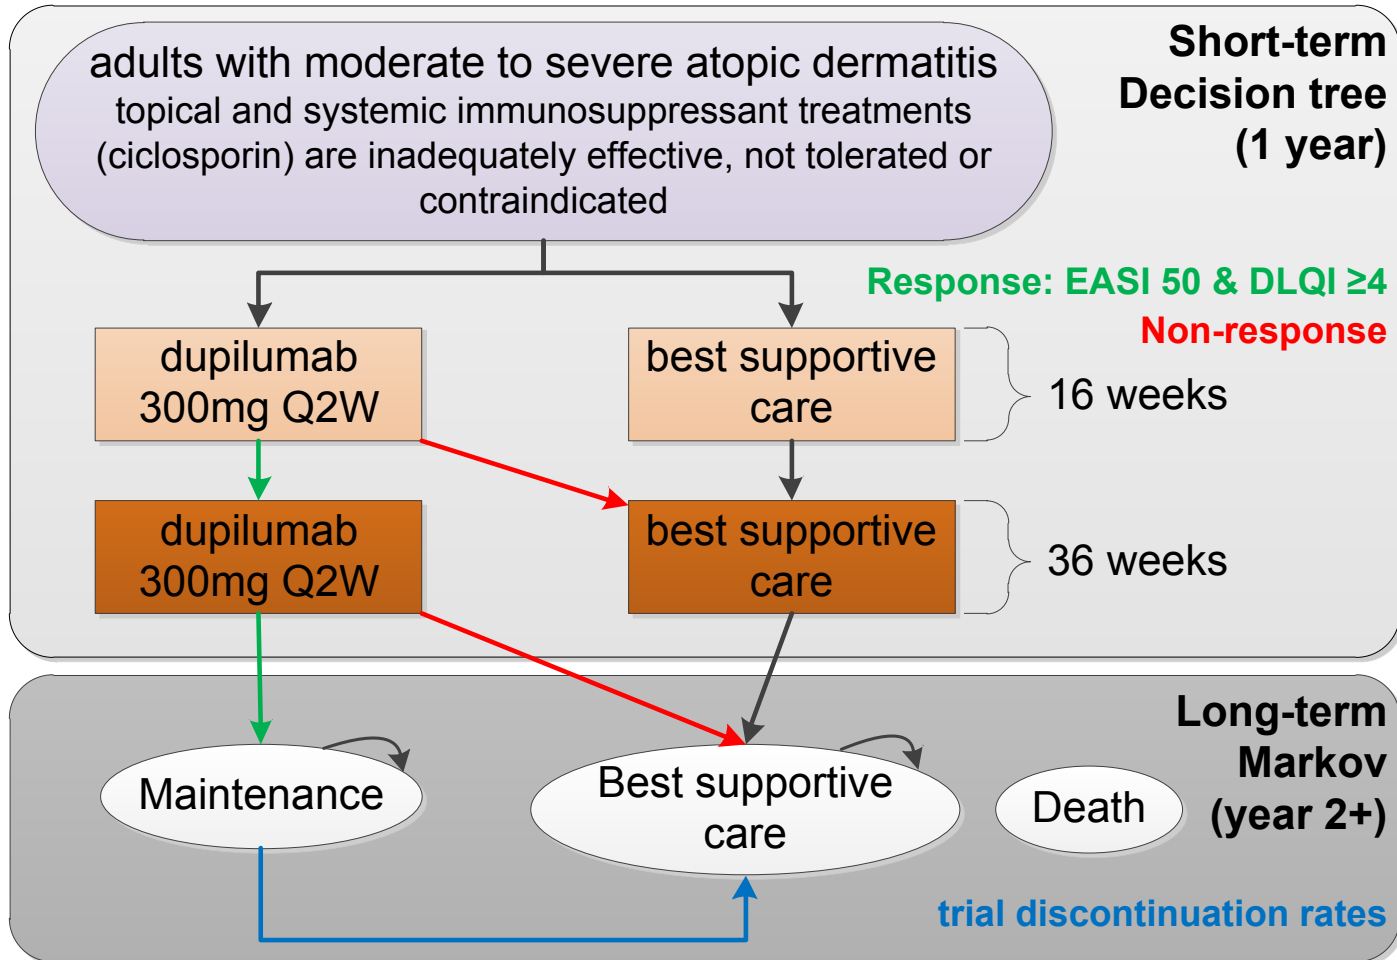 Short-term
Decision tree
(1 year)
adults with moderate to severe atopic dermatitis
topical and systemic immunosuppressant treatments
(ciclosporin) are inadequately effective, not tolerated or
contraindicated
Response: EASI 50 & DLQI ≥4
Non-response
dupilumab
300mg Q2W
best supportive
care
16 weeks
dupilumab
300mg Q2W
best supportive
care
36 weeks
Long-term
Markov
(year 2+)
Maintenance
Best supportive
care
Death
trial discontinuation rates